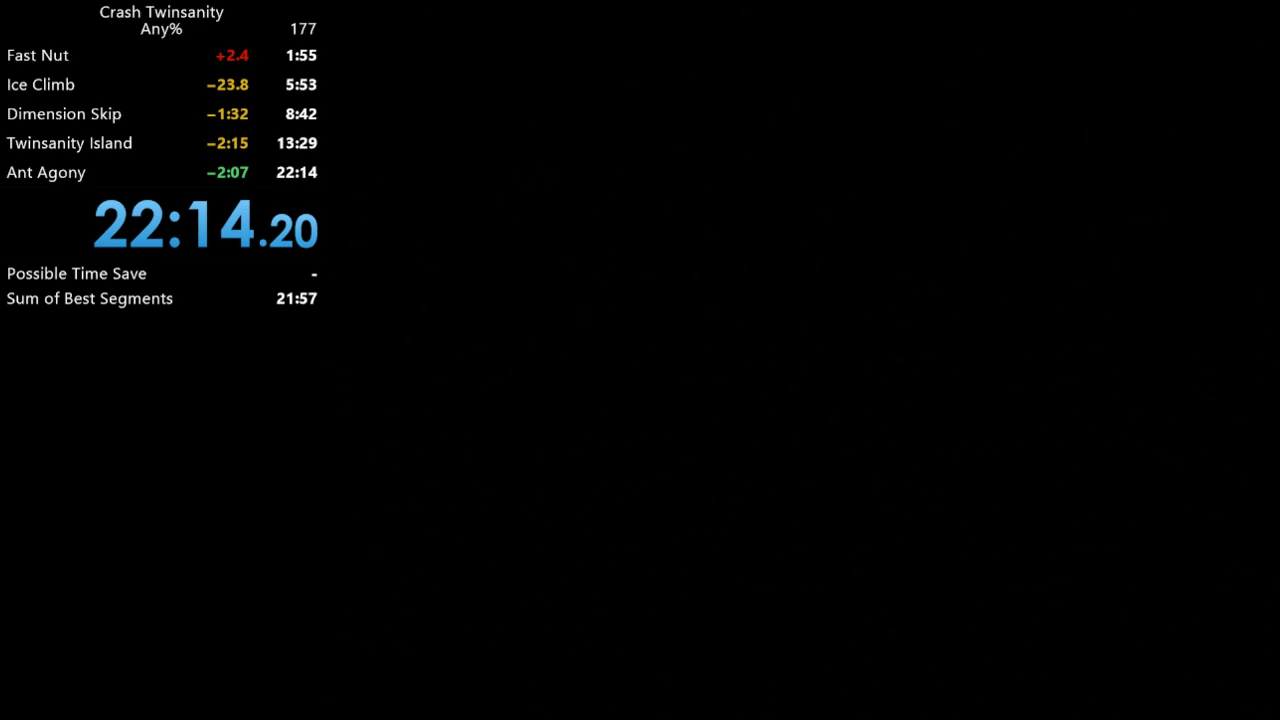 Crash Twinsanity
Any% 177
Fast Nut +2.4 1:55
Ice Climb −23.8 5:53
Dimension Skip −1:32 8:42
Twinsanity Island −2:15 13:29
Ant Agony −2:07 22:14
22:14.20
Possible Time Save -
Sum of Best Segments 21:57